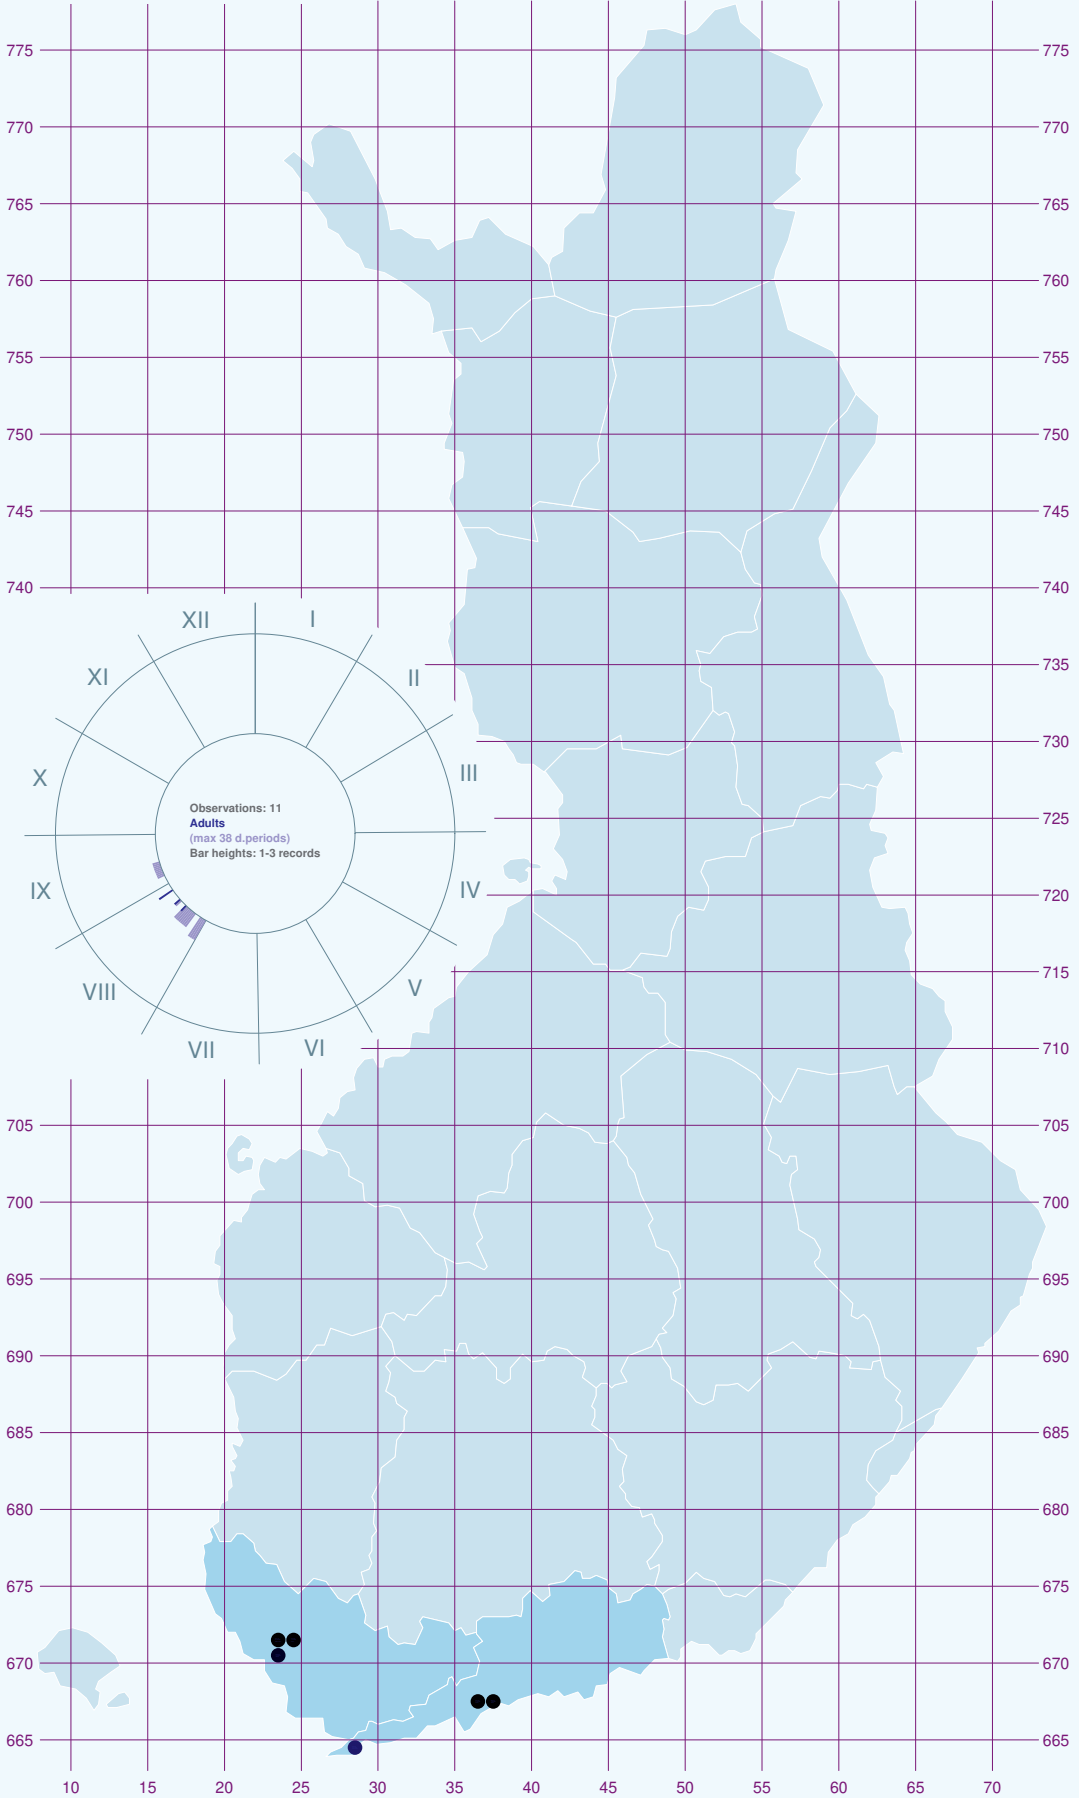 775 775
770 770
765 765
760 760
755 755
750 750
745 745
740 740
XII I
735 735
XI II
730 730
X III
Observations: 11
725
Adults
(max 38 d.periods)
Bar heights: 1-3 records
IX IV 720
715
VIII V
VII VI 710
705 705
700 700
695 695
690 690
685 685
680 680
675 675
670 670
665 665
10 15 20 25 30 35 40 45 50 55 60 65 70